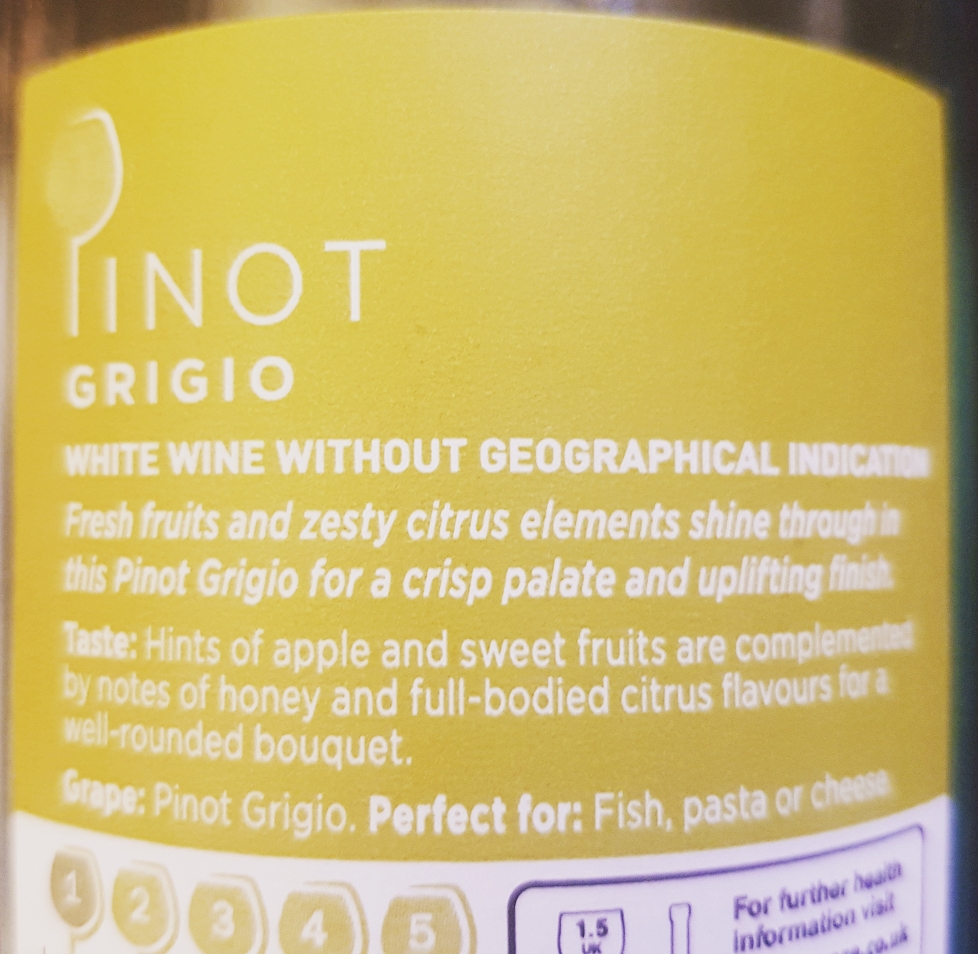 PINOT
GRIGIO
WHITE WINE WITHOUT GEOGRAPHICAL INDICATION
Fresh fruits and zesty citrus elements shine through in
this Pinot Grigio for a crisp palate and uplifting finish.
Taste: Hints of apple and sweet fruits are complemented
by notes of honey and full-bodied citrus flavours for a
well-rounded bouquet.
Grape: Pinot Grigio. Perfect for: Fish, pasta or cheese
1 2 3 4 5
1.5
UK
For further health
information visit
.co.uk